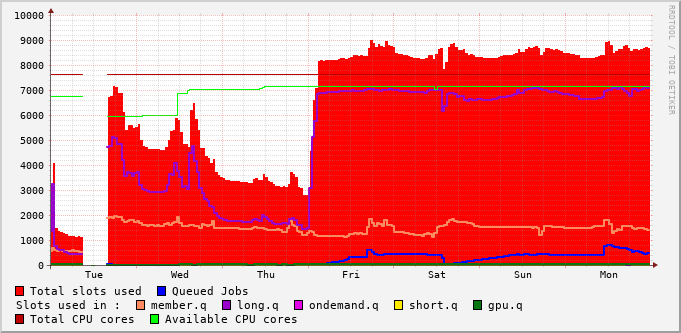 10000
9000
8000
7000
6000
5000
4000
3000
2000
1000
0
Tue Wed Thu Fri Sat Sun Mon
RRDTOOL / TOBI OETIKER
Total slots used Queued Jobs
Slots used in : member.q long.q ondemand.q short.q gpu.q
Total CPU cores Available CPU cores